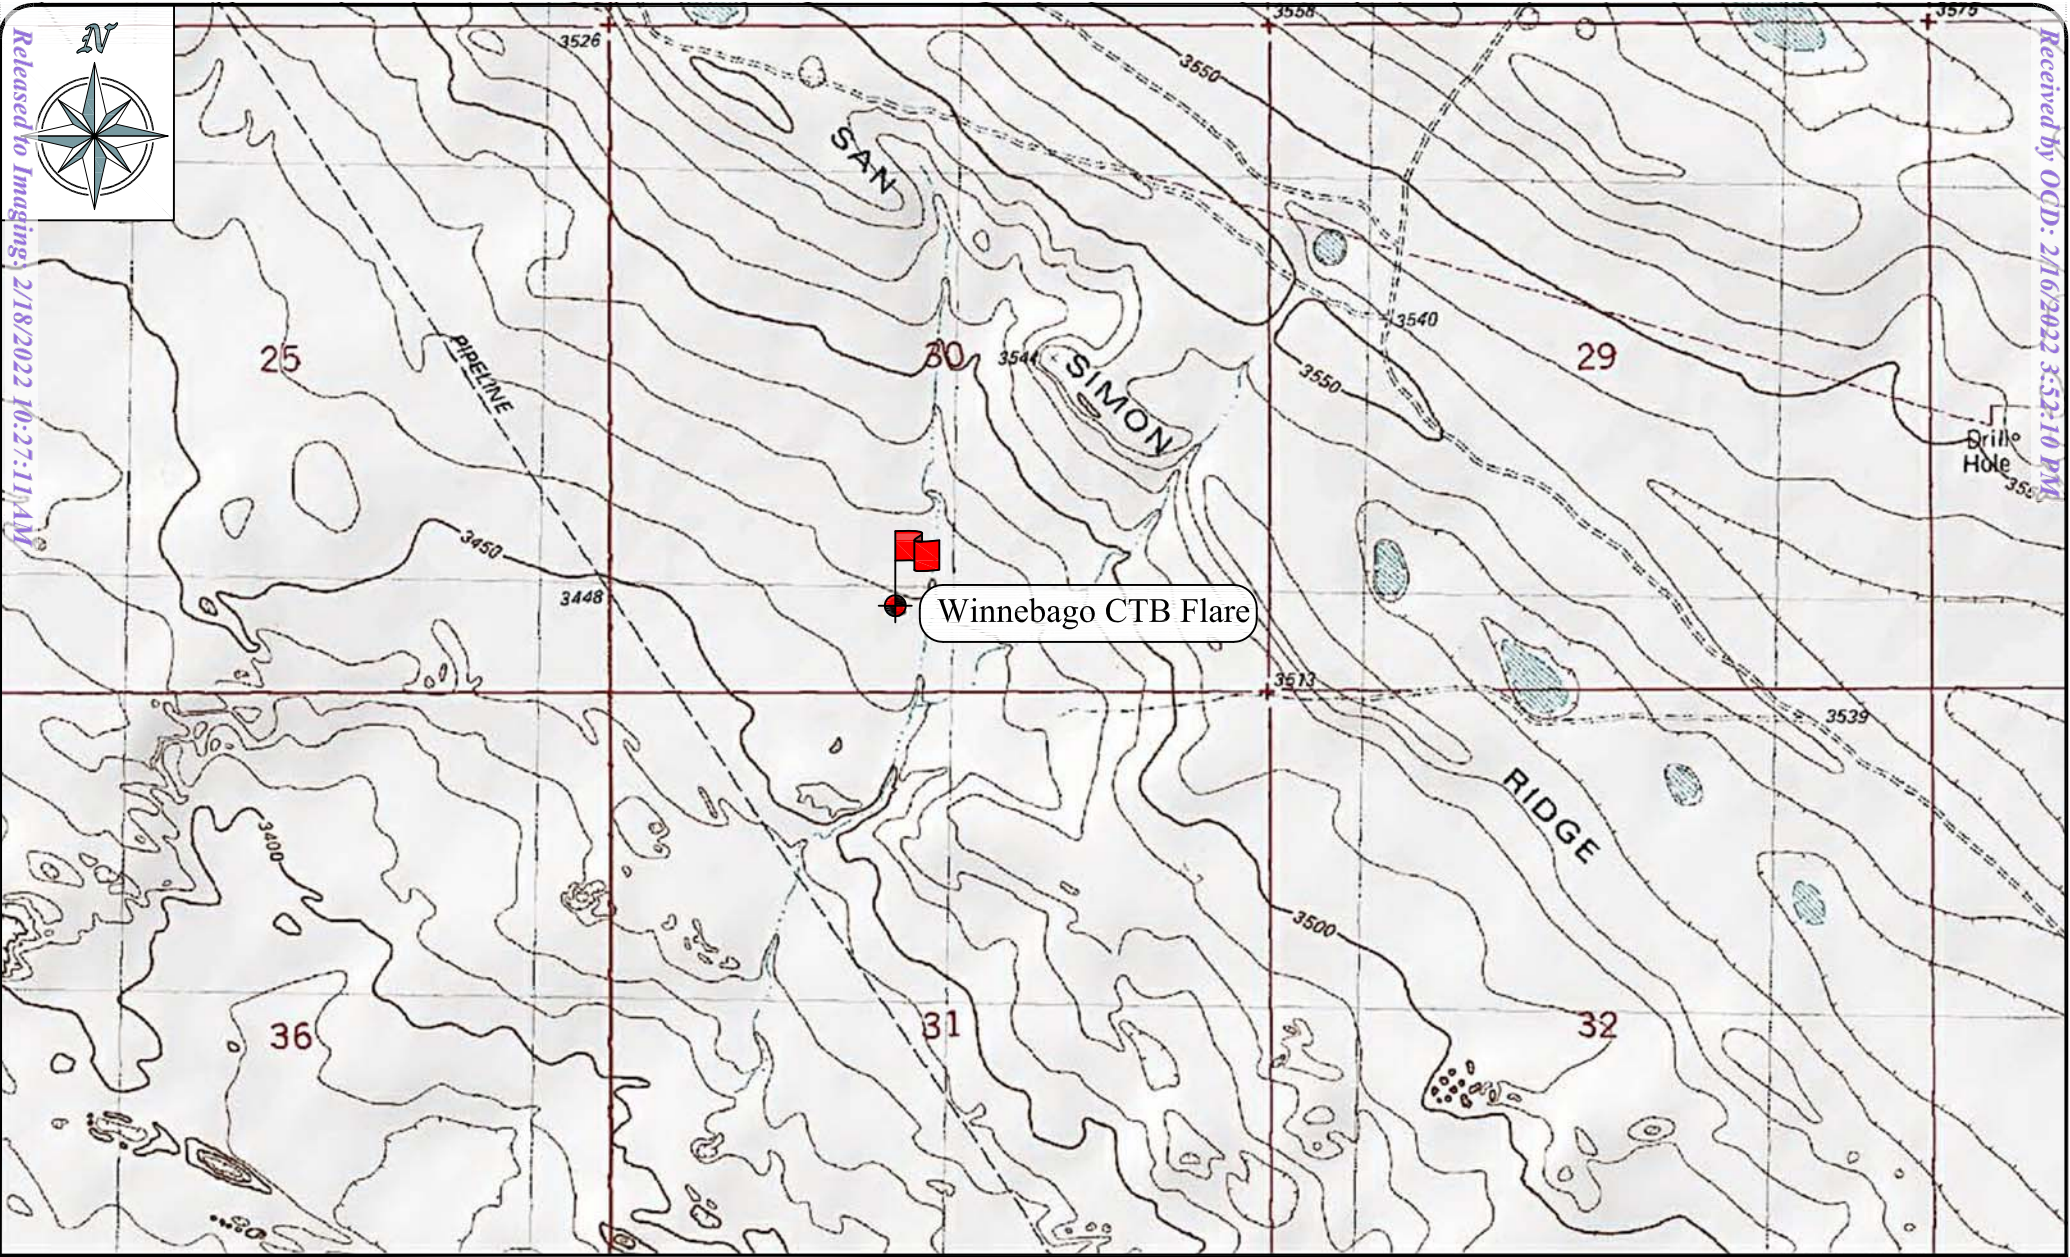 N
Released to Imaging: 2/18/2022 10:27:11 AM
Received by OCD: 2/16/2022 3:52:10 PM
3526
3558
3575
3550
SAN
25
PIPELINE
30
3544
SIMON
3540
3550
29
Drill
Hole
3450
3448
Winnebago CTB Flare
3513
3539
RIDGE
3400
3500
36
31
32